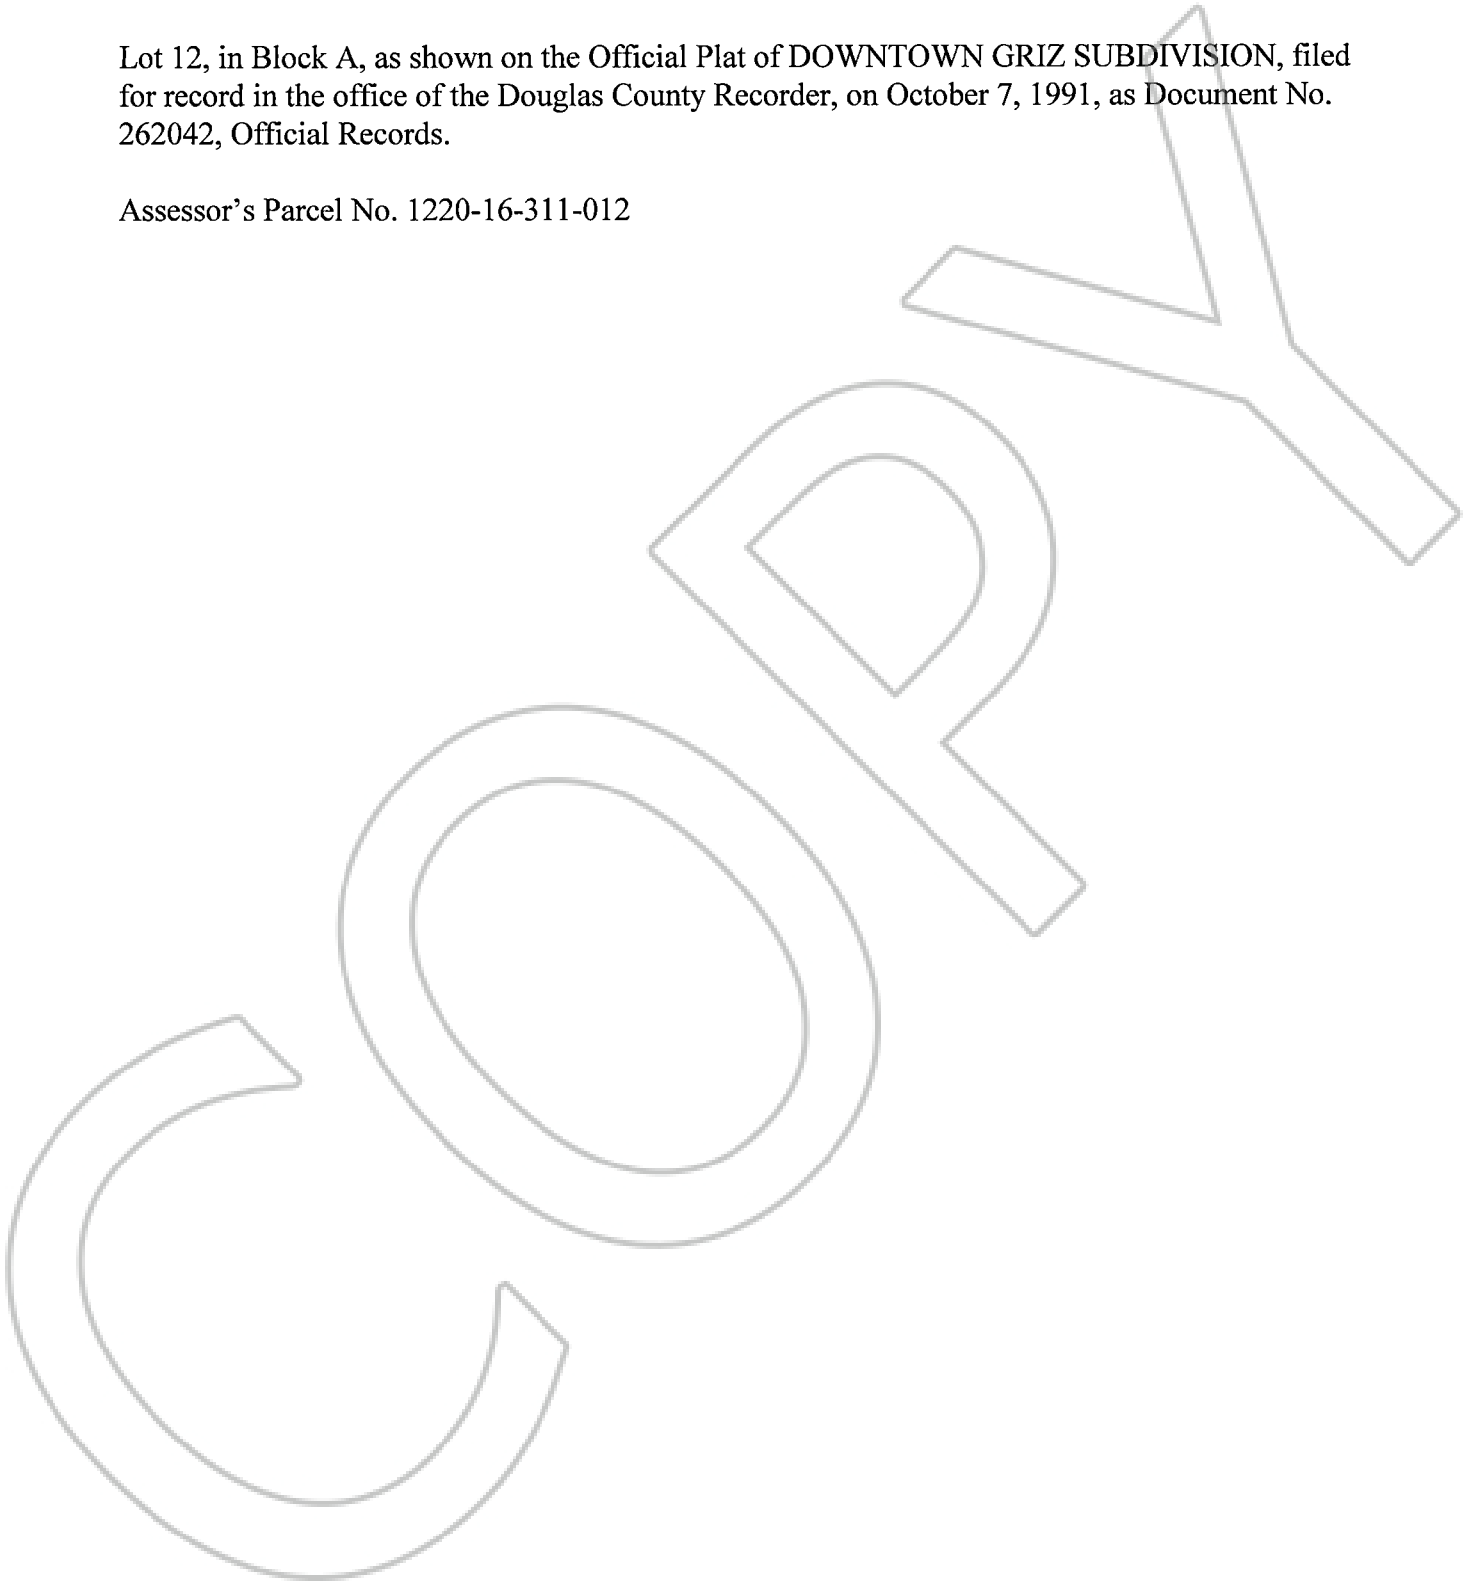 Lot 12, in Block A, as shown on the Official Plat of DOWNTOWN GRIZ SUBDIVISION, filed
for record in the office of the Douglas County Recorder, on October 7, 1991, as Document No.
262042, Official Records.
Assessor’s Parcel No. 1220-16-311-012
COPY